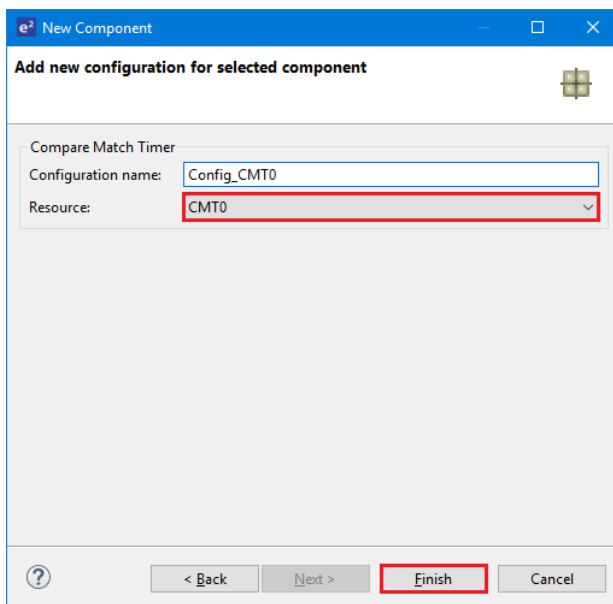 e² New Component
Add new configuration for selected component
Compare Match Timer
Configuration name: Config_CMT0
Resource: CMT0
? < Back Next > Finish Cancel